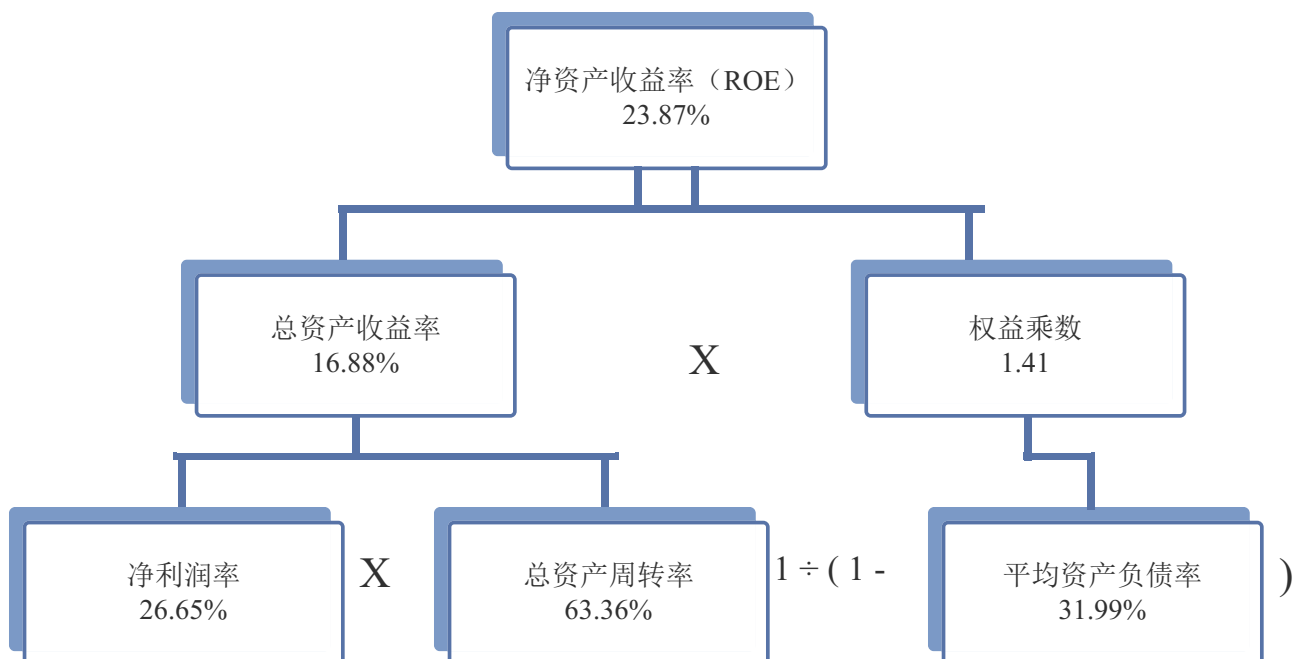 净资产收益率（ROE）
23.87%
总资产收益率
16.88%
X
权益乘数
1.41
净利润率
26.65%
X
总资产周转率
63.36%
1 ÷ ( 1 -
平均资产负债率
31.99%
)